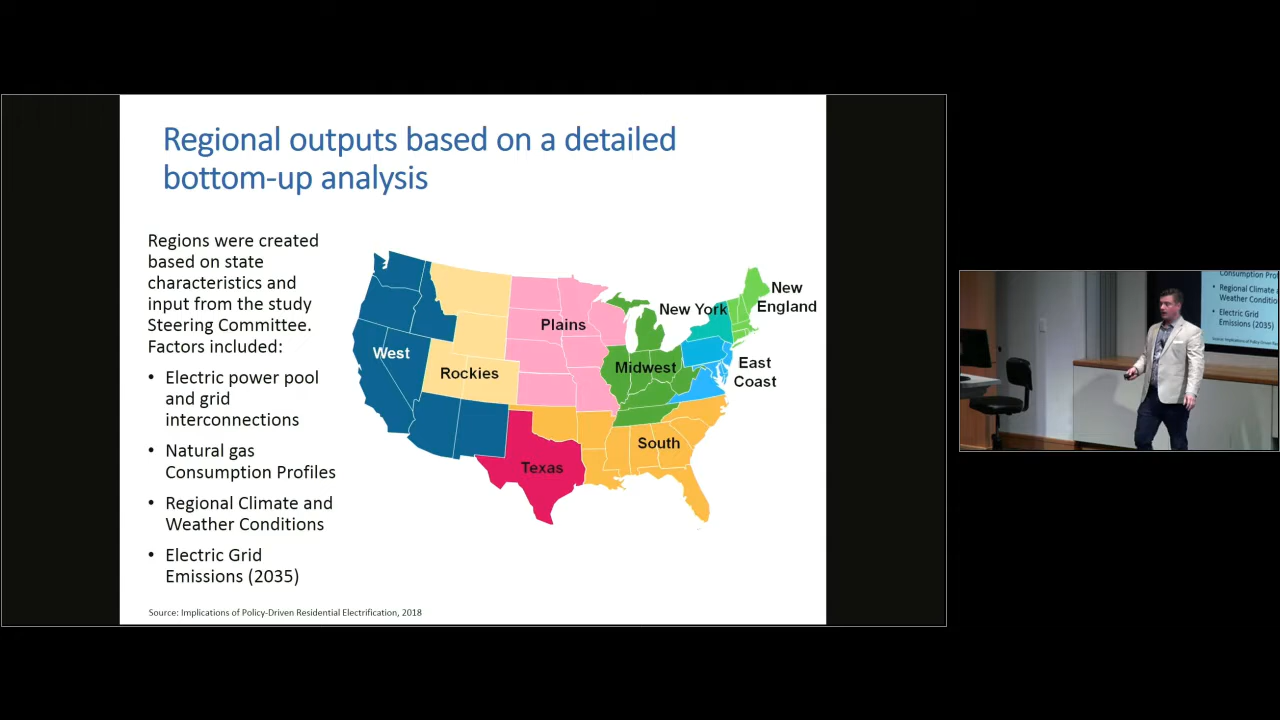 Regional outputs based on a detailed
bottom-up analysis
Regions were created
based on state
characteristics and
input from the study
Steering Committee.
Factors included:
• Electric power pool
and grid
interconnections
• Natural gas
Consumption Profiles
• Regional Climate and
Weather Conditions
• Electric Grid
Emissions (2035)
West
Rockies
Plains
Texas
Midwest
South
New York
New
England
East
Coast
Source: Implications of Policy-Driven Residential Electrification, 2018
Consumption Prof
• Regional Climate a
Weather Condition
• Electric Grid
Emissions (2035)